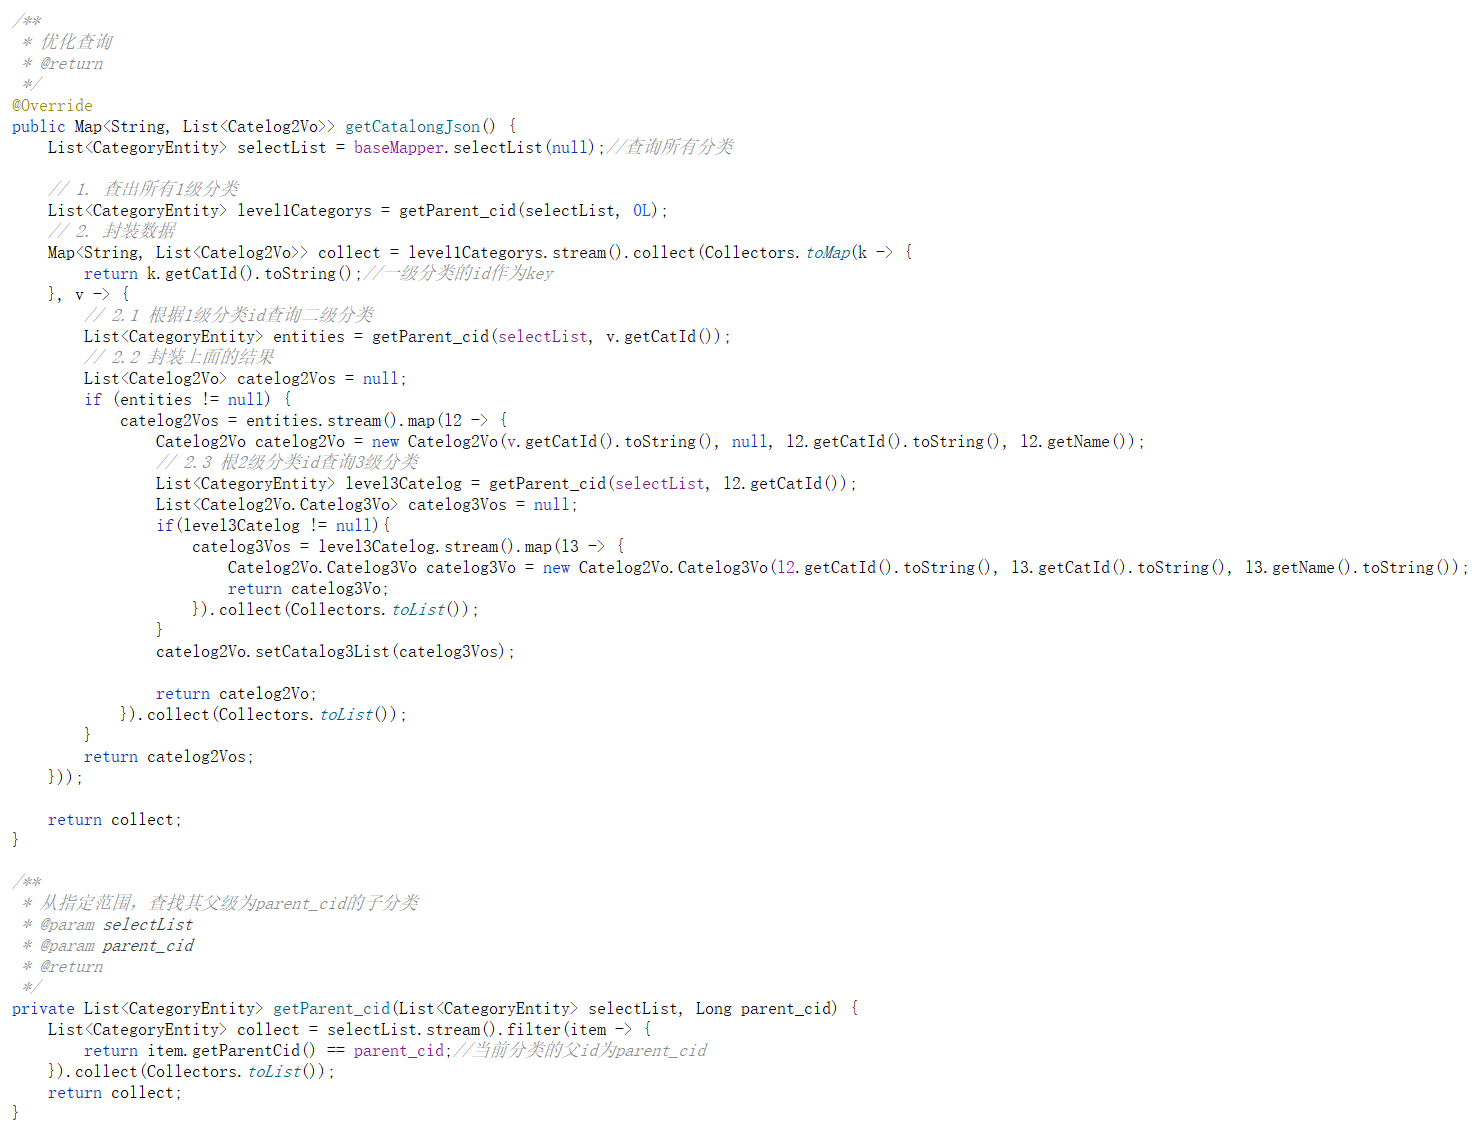 /**
 * 优化查询
 * @return
 */
@Override
public Map<String, List<Catelog2Vo>> getCatalongJson() {
    List<CategoryEntity> selectList = baseMapper.selectList(null);//查询所有分类

    // 1. 查出所有1级分类
    List<CategoryEntity> level1Categorys = getParent_cid(selectList, 0L);
    // 2. 封装数据
    Map<String, List<Catelog2Vo>> collect = level1Categorys.stream().collect(Collectors.toMap(k -> {
        return k.getCatId().toString();//一级分类的id作为key
    }, v -> {
        // 2.1 根据1级分类id查询二级分类
        List<CategoryEntity> entities = getParent_cid(selectList, v.getCatId());
        // 2.2 封装上面的结果
        List<Catelog2Vo> catelog2Vos = null;
        if (entities != null) {
            catelog2Vos = entities.stream().map(l2 -> {
                Catelog2Vo catelog2Vo = new Catelog2Vo(v.getCatId().toString(), null, l2.getCatId().toString(), l2.getName());
                // 2.3 根2级分类id查询3级分类
                List<CategoryEntity> level3Catelog = getParent_cid(selectList, l2.getCatId());
                List<Catelog2Vo.Catelog3Vo> catelog3Vos = null;
                if(level3Catelog != null){
                    catelog3Vos = level3Catelog.stream().map(l3 -> {
                        Catelog2Vo.Catelog3Vo catelog3Vo = new Catelog2Vo.Catelog3Vo(l2.getCatId().toString(), l3.getCatId().toString(), l3.getName().toString());
                        return catelog3Vo;
                    }).collect(Collectors.toList());
                }
                catelog2Vo.setCatalog3List(catelog3Vos);

                return catelog2Vo;
            }).collect(Collectors.toList());
        }
        return catelog2Vos;
    }));

    return collect;
}

/**
 * 从指定范围，查找其父级为parent_cid的子分类
 * @param selectList
 * @param parent_cid
 * @return
 */
private List<CategoryEntity> getParent_cid(List<CategoryEntity> selectList, Long parent_cid) {
    List<CategoryEntity> collect = selectList.stream().filter(item -> {
        return item.getParentCid() == parent_cid;//当前分类的父id为parent_cid
    }).collect(Collectors.toList());
    return collect;
}